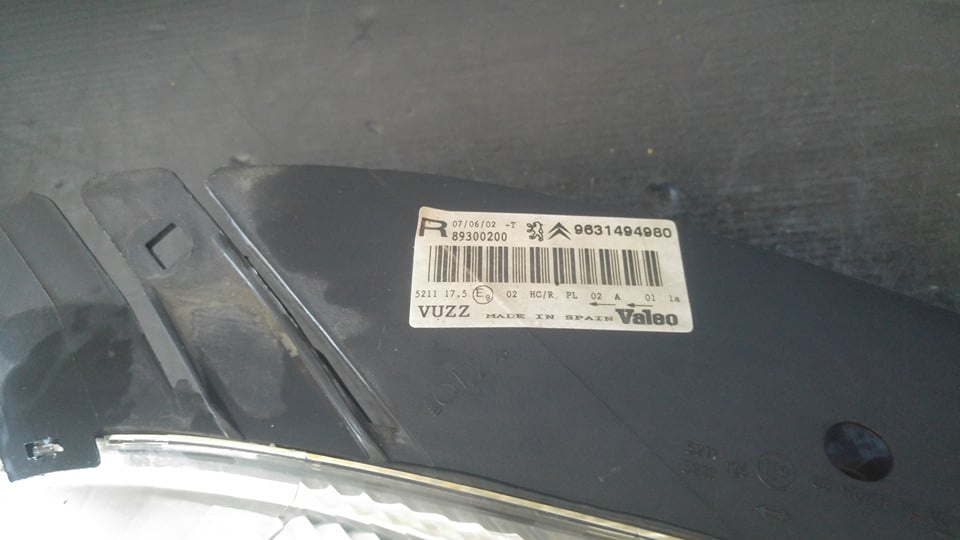 R 07/06/02 -T 9631494980
89300200
5211 17,5 E9 02 HC/R PL 02 A 01 1a
VUZZ MADE IN SPAIN Valeo